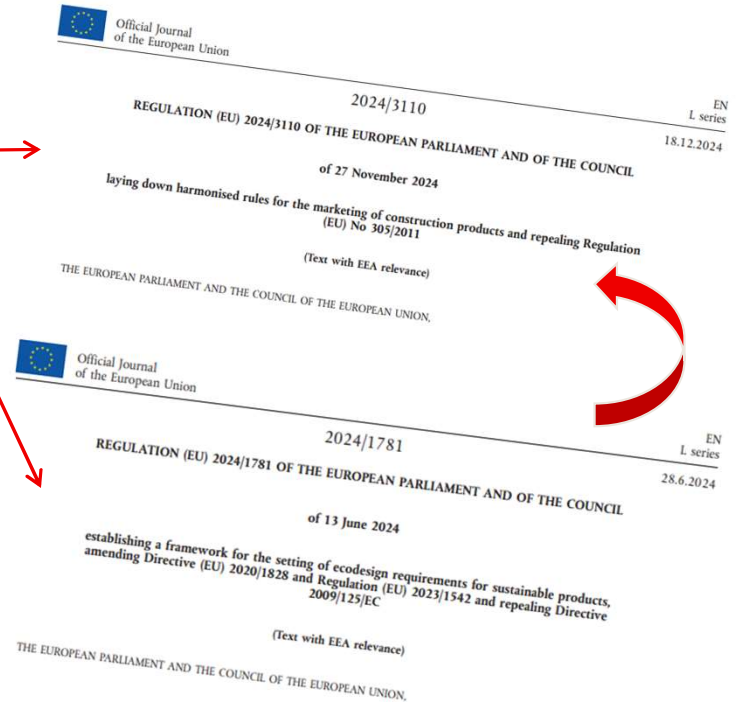 Official Journal
of the European Union
EN
L series
2024/3110
18.12.2024
REGULATION (EU) 2024/3110 OF THE EUROPEAN PARLIAMENT AND OF THE COUNCIL
of 27 November 2024
laying down harmonised rules for the marketing of construction products and repealing Regulation
(EU) No 305/2011
(Text with EEA relevance)
THE EUROPEAN PARLIAMENT AND THE COUNCIL OF THE EUROPEAN UNION,
Official Journal
of the European Union
EN
L series
2024/1781
28.6.2024
REGULATION (EU) 2024/1781 OF THE EUROPEAN PARLIAMENT AND OF THE COUNCIL
of 13 June 2024
establishing a framework for the setting of ecodesign requirements for sustainable products,
amending Directive (EU) 2020/1828 and Regulation (EU) 2023/1542 and repealing Directive
2009/125/EC
(Text with EEA relevance)
THE EUROPEAN PARLIAMENT AND THE COUNCIL OF THE EUROPEAN UNION,